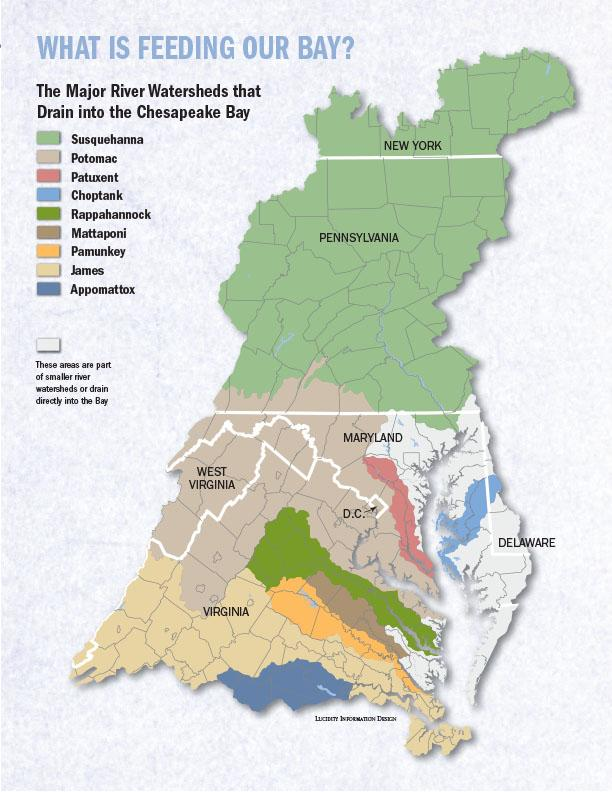 WHAT IS FEEDING OUR BAY?
The Major River Watersheds that
Drain into the Chesapeake Bay
Susquehanna
Potomac
Patuxent
Choptank
Rappahannock
Mattaponi
Pamunkey
James
Appomattox
These areas are part
of smaller river
watersheds or drain
directly into the Bay
NEW YORK
PENNSYLVANIA
MARYLAND
WEST
VIRGINIA
D.C.
DELAWARE
VIRGINIA
LUCIDITY INFORMATION DESIGN